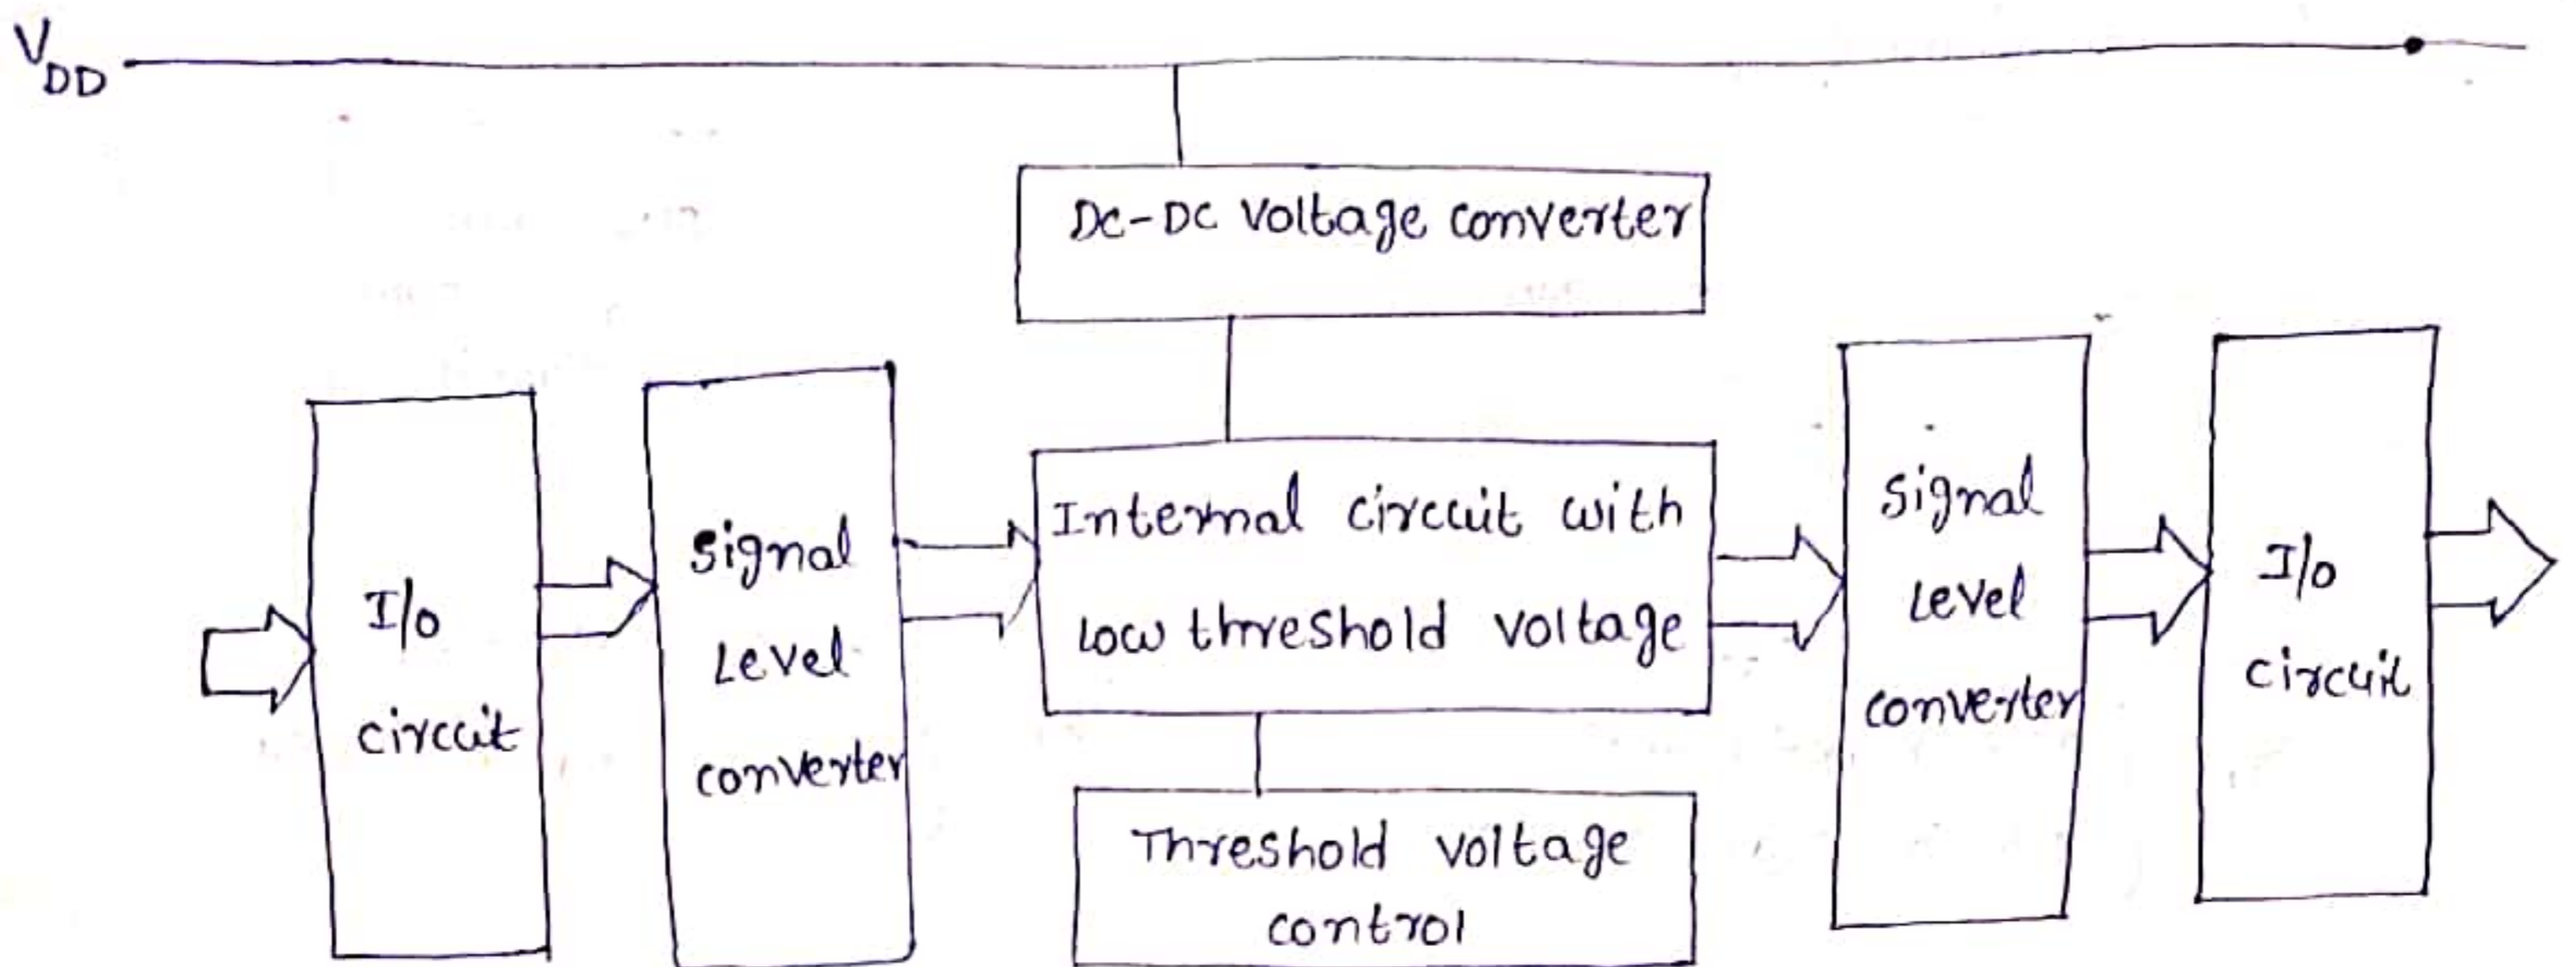 VDD
DC-DC Voltage converter
I/o
circuit
Signal
Level
converter
Internal circuit with
Low threshold voltage
Signal
Level
converter
I/o
circuit
Threshold voltage
control